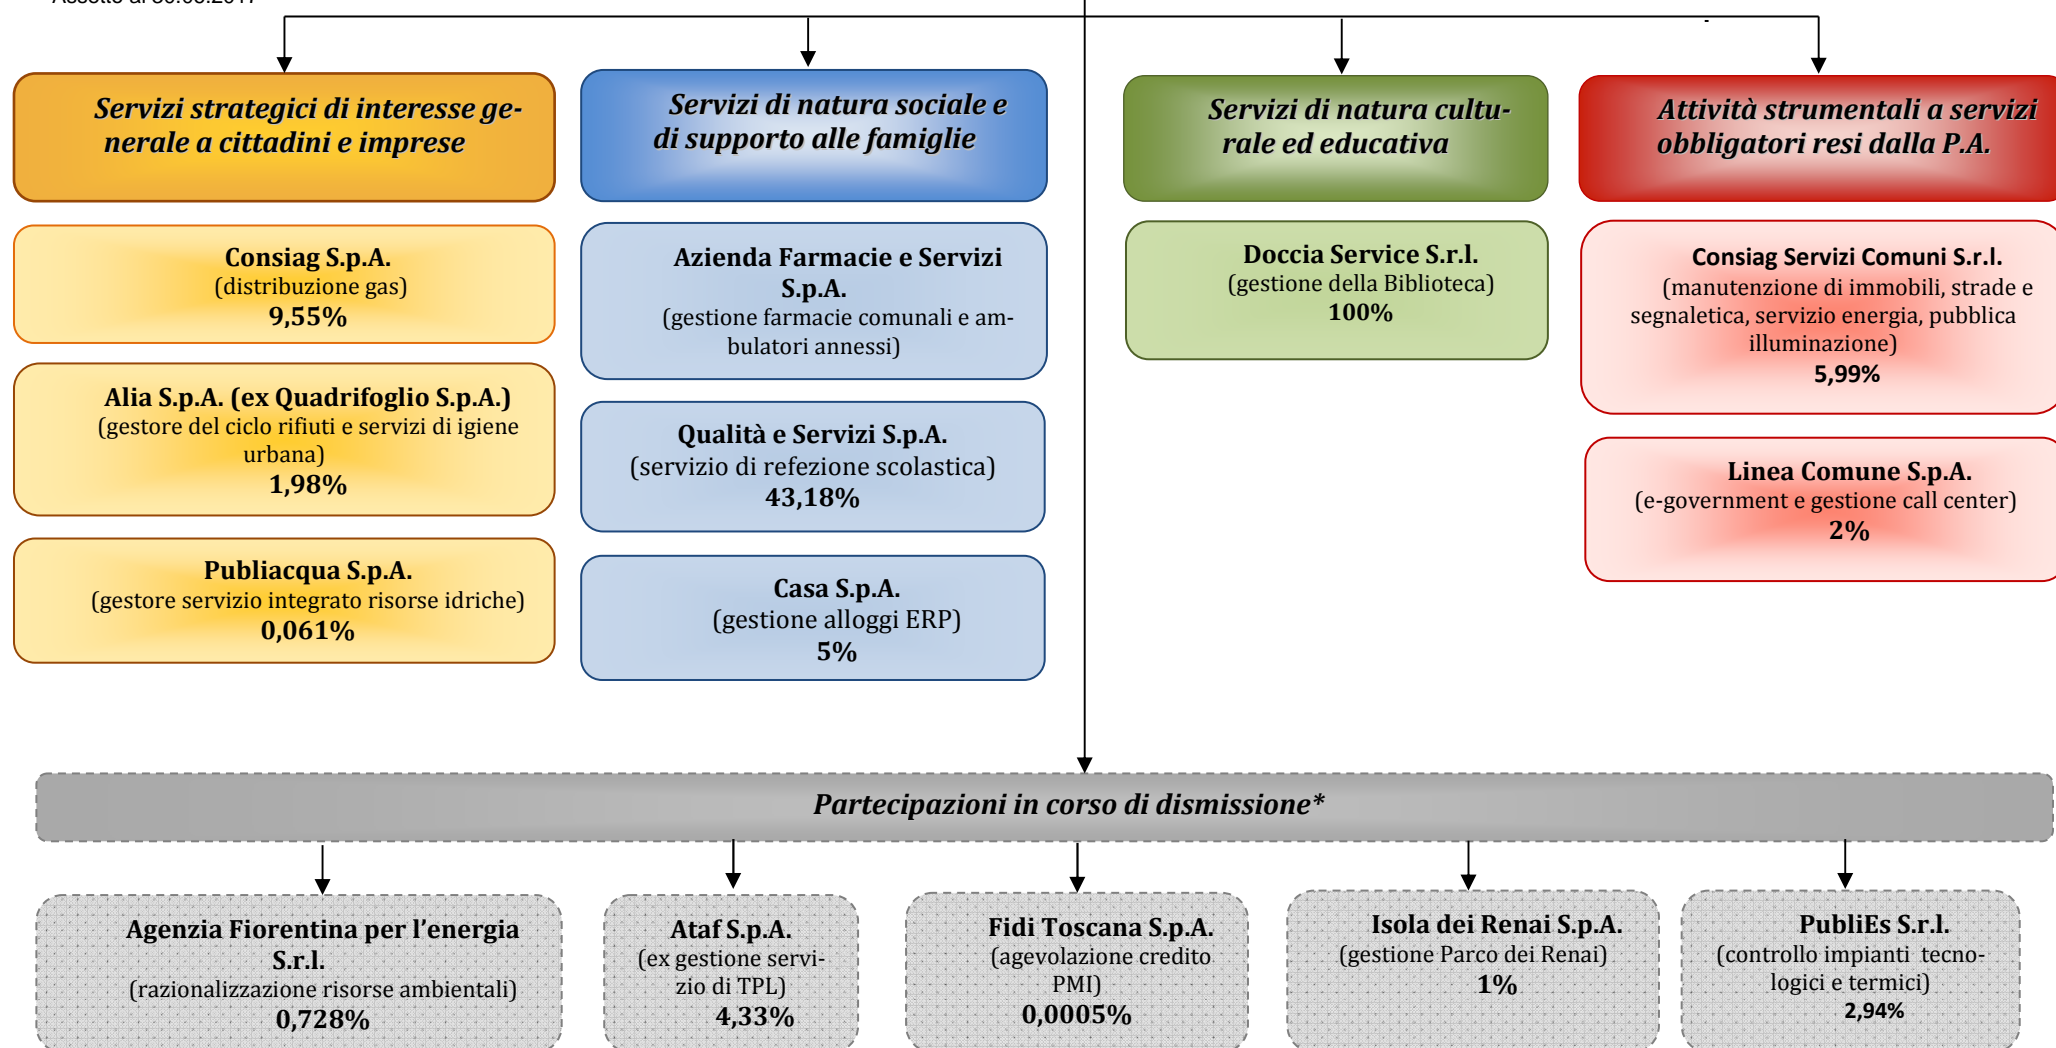 Servizi strategici di interesse ge-
nerale a cittadini e imprese
Consiag S.p.A.
(distribuzione gas)
9,55%
Alia S.p.A. (ex Quadrifoglio S.p.A.)
(gestore del ciclo rifiuti e servizi di igiene
urbana)
1,98%
Publiacqua S.p.A.
(gestore servizio integrato risorse idriche)
0,061%
Servizi di natura sociale e
di supporto alle famiglie
Azienda Farmacie e Servizi
S.p.A.
(gestione farmacie comunali e am-
bulatori annessi)
Qualità e Servizi S.p.A.
(servizio di refezione scolastica)
43,18%
Casa S.p.A.
(gestione alloggi ERP)
5%
Servizi di natura cultu-
rale ed educativa
Doccia Service S.r.l.
(gestione della Biblioteca)
100%
Attività strumentali a servizi
obbligatori resi dalla P.A.
Consiag Servizi Comuni S.r.l.
(manutenzione di immobili, strade e
segnaletica, servizio energia, pubblica
illuminazione)
5,99%
Linea Comune S.p.A.
(e-government e gestione call center)
2%
Partecipazioni in corso di dismissione*
Agenzia Fiorentina per l'energia
S.r.l.
(razionalizzazione risorse ambientali)
0,728%
Ataf S.p.A.
(ex gestione servi-
zio di TPL)
4,33%
Fidi Toscana S.p.A.
(agevolazione credito
PMI)
0,0005%
Isola dei Renai S.p.A.
(gestione Parco dei Renai)
1%
PubliEs S.r.l.
(controllo impianti tecno-
logici e termici)
2,94%